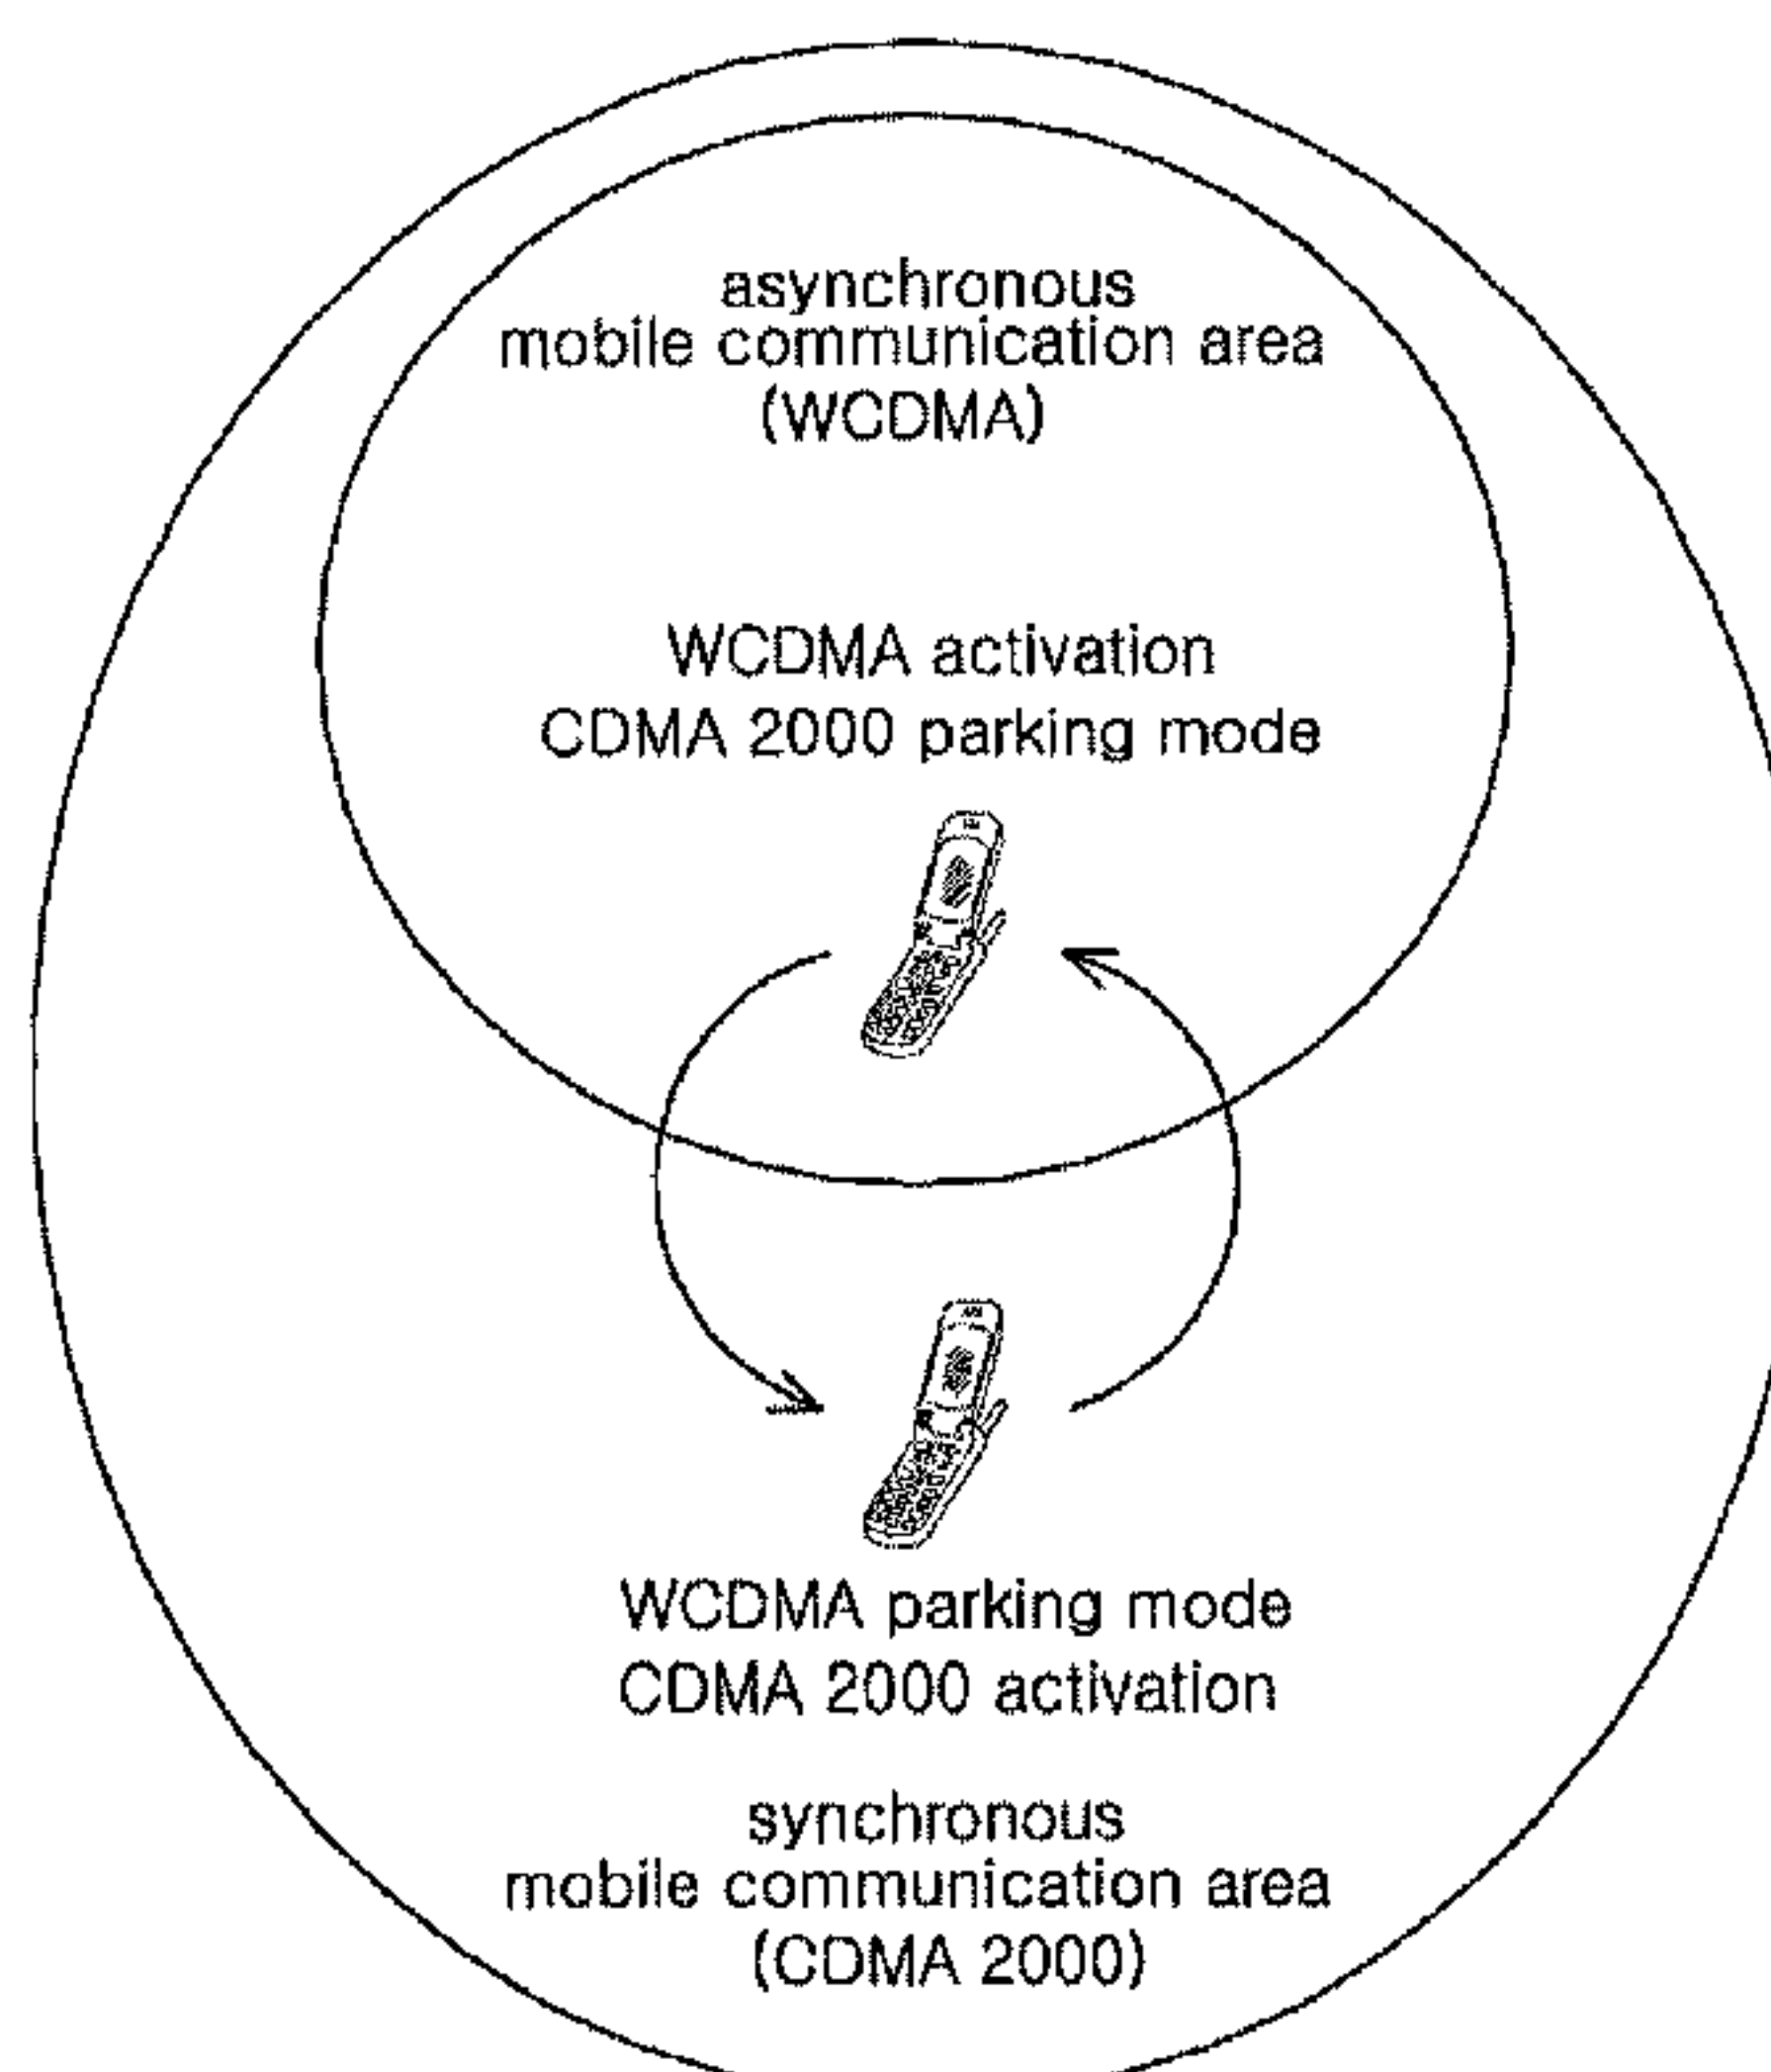 asynchronous
mobile communication area
(WCDMA)
WCDMA activation
CDMA 2000 parking mode
WCDMA parking mode
CDMA 2000 activation
synchronous
mobile communication area
(CDMA 2000)